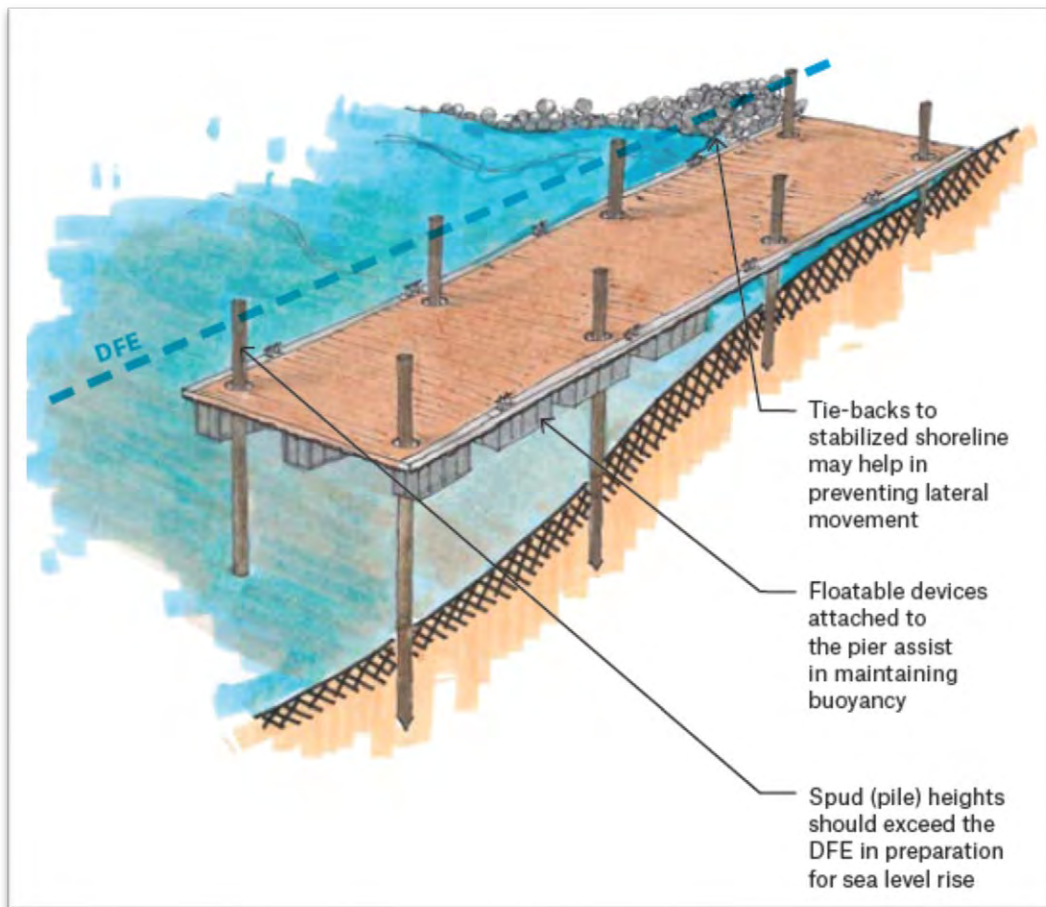 DFE
Tie-backs to
stabilized shoreline
may help in
preventing lateral
movement
Floatable devices
attached to
the pier assist
in maintaining
buoyancy
Spud (pile) heights
should exceed the
DFE in preparation
for sea level rise